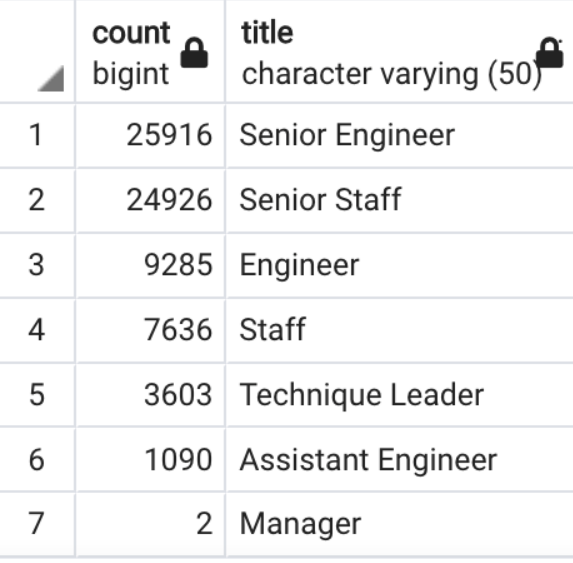 count title
bigint character varying (50)
1 25916 Senior Engineer
2 24926 Senior Staff
3 9285 Engineer
4 7636 Staff
5 3603 Technique Leader
6 1090 Assistant Engineer
7 2 Manager